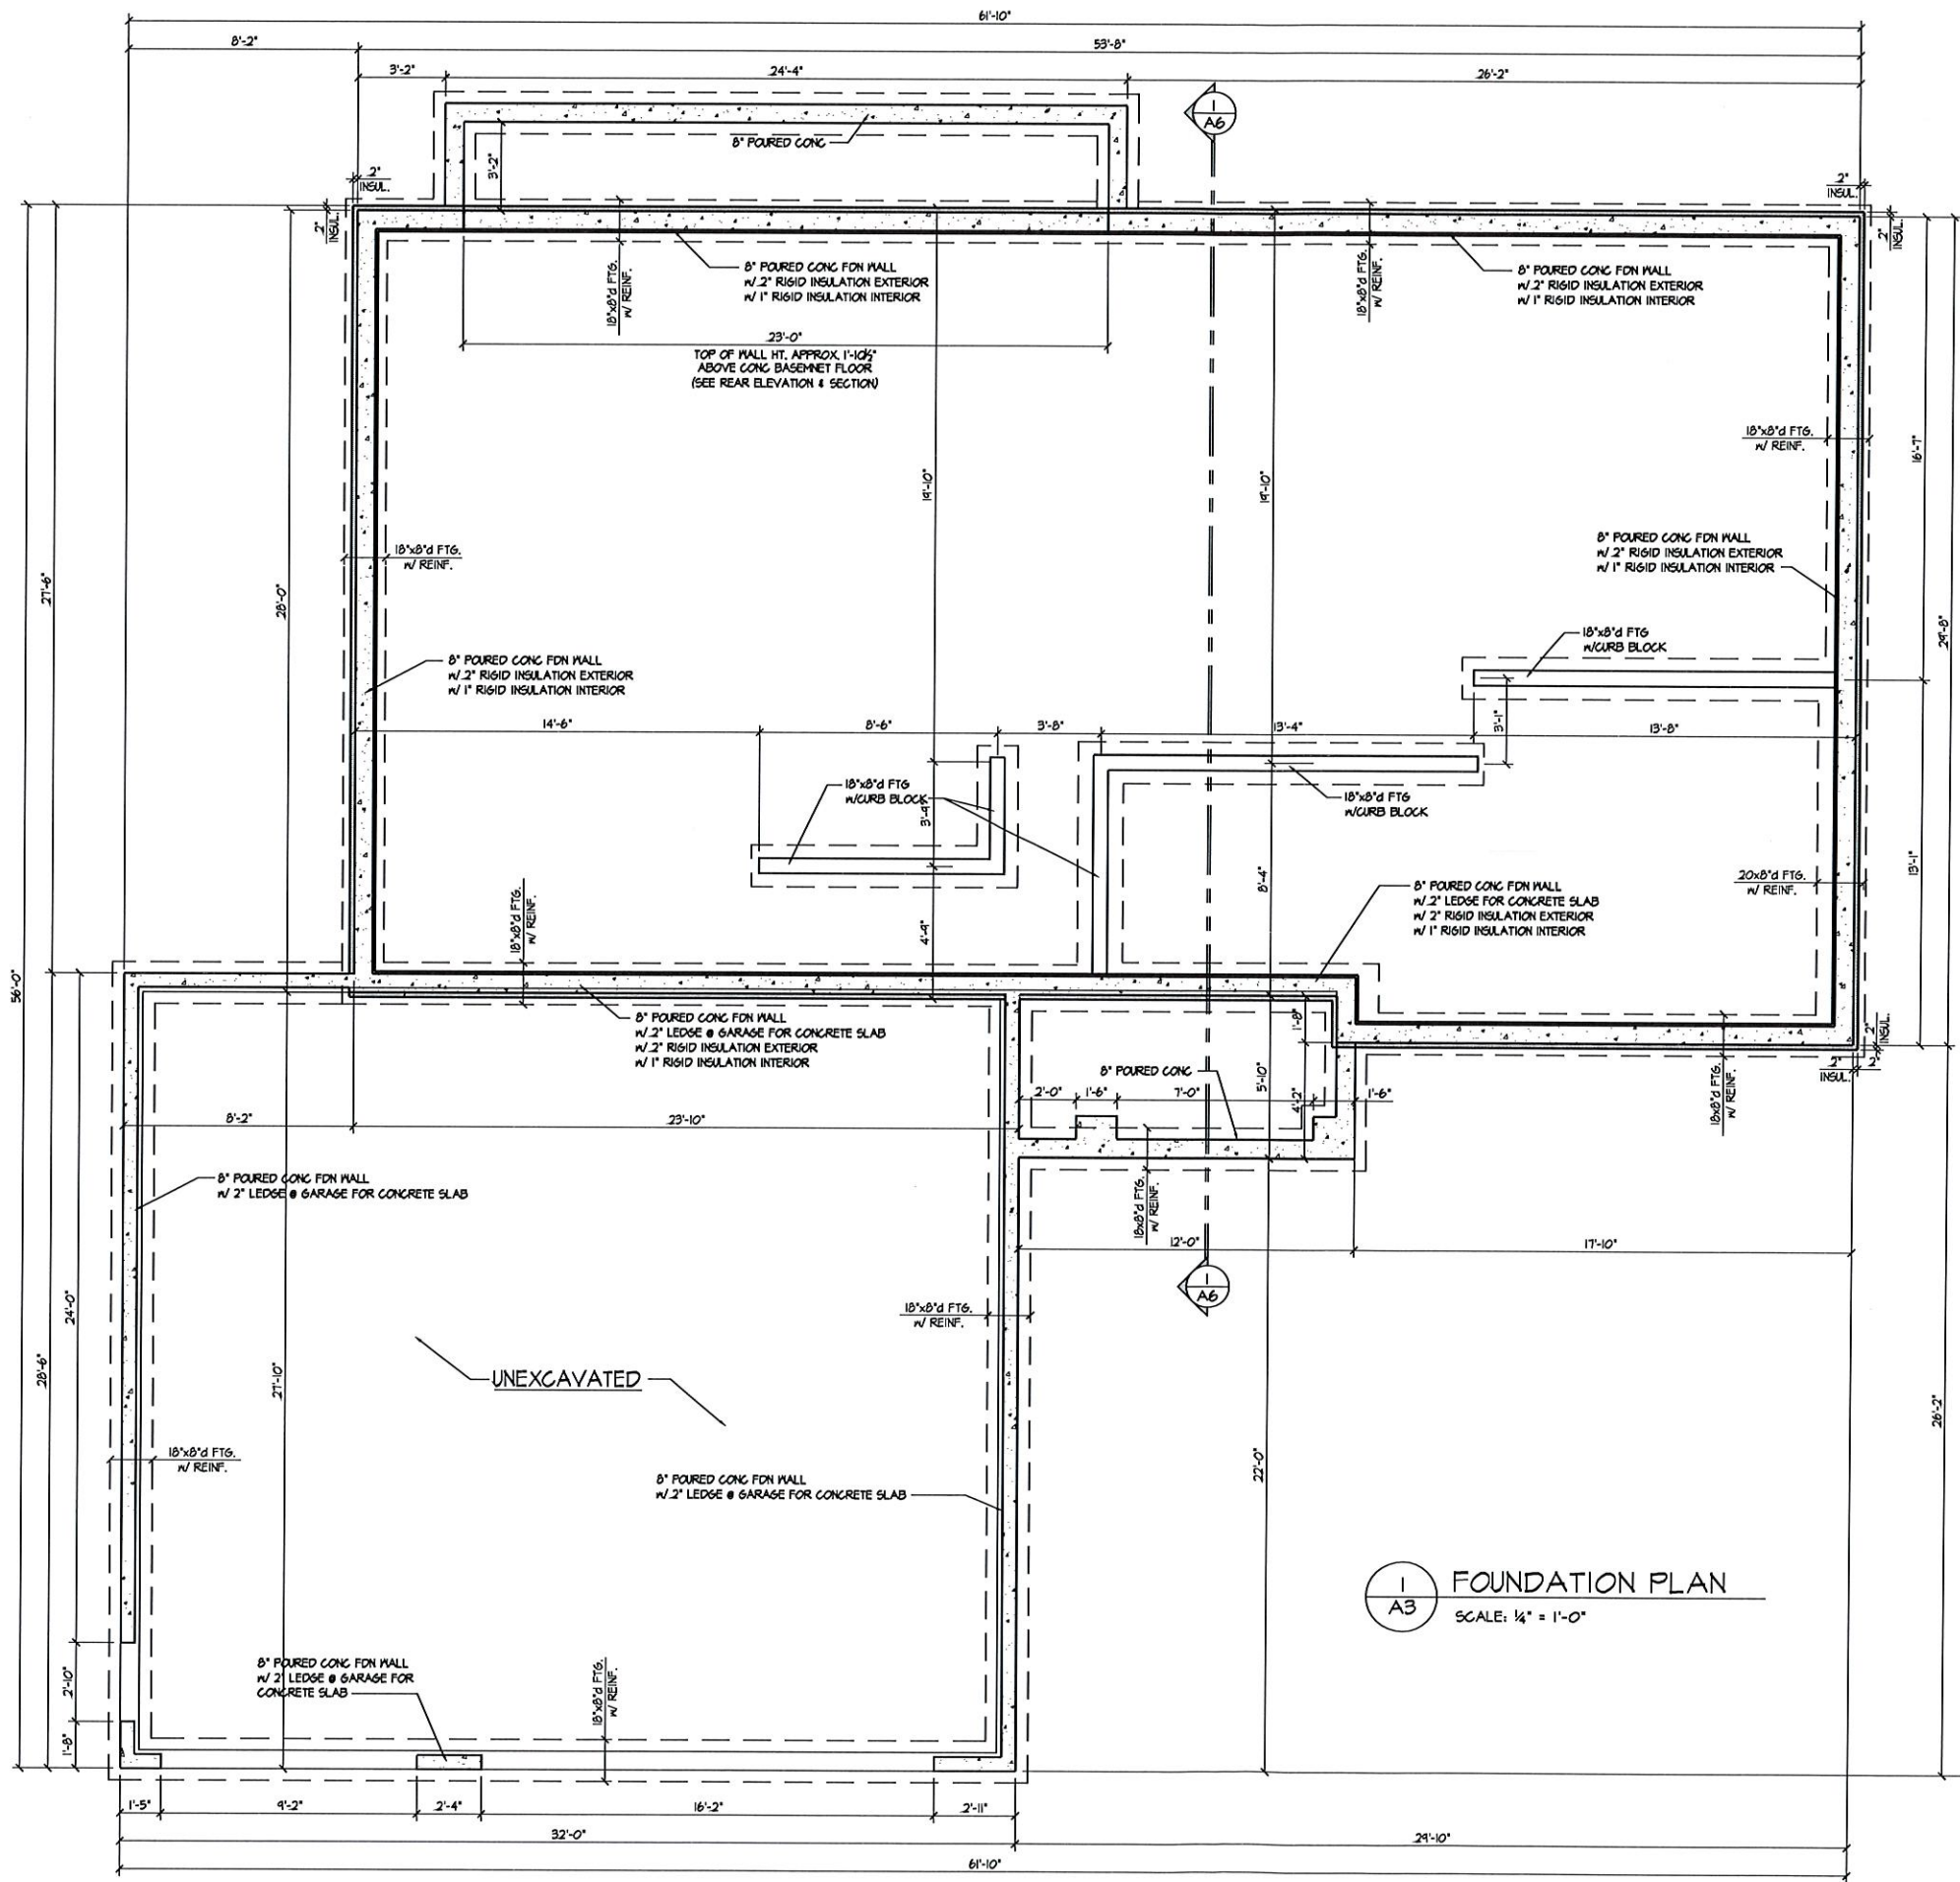 61'-10"
8'-2"
53'-8"
3'-2"
24'-4"
26'-2"
1
A6
8" POURED CONC
3'-2"
2"
INSUL.
2"
INSUL.
2"
INSUL.
2"
INSUL.
8" POURED CONC FDN WALL
w/ 2" RIGID INSULATION EXTERIOR
w/ 1" RIGID INSULATION INTERIOR
18"x8"d FTG.
w/ REINF.
18"x8"d FTG.
w/ REINF.
8" POURED CONC FDN WALL
w/ 2" RIGID INSULATION EXTERIOR
w/ 1" RIGID INSULATION INTERIOR
23'-0"
TOP OF WALL HT. APPROX. 1'-10½"
ABOVE CONC BASEMNET FLOOR
(SEE REAR ELEVATION & SECTION)
18"x8"d FTG.
w/ REINF.
16'-7"
19'-10"
19'-10"
8" POURED CONC FDN WALL
w/ 2" RIGID INSULATION EXTERIOR
w/ 1" RIGID INSULATION INTERIOR
18"x8"d FTG.
w/ REINF.
27'-6"
28'-0"
29'-8"
18"x8"d FTG
w/CURB BLOCK
8" POURED CONC FDN WALL
w/ 2" RIGID INSULATION EXTERIOR
w/ 1" RIGID INSULATION INTERIOR
14'-6"
8'-6"
3'-8"
13'-4"
3'-1"
13'-8"
18"x8"d FTG
w/CURB BLOCK
3'-9"
18"x8"d FTG
w/CURB BLOCK
13'-1"
20x8"d FTG.
w/ REINF.
8'-4"
8" POURED CONC FDN WALL
w/ 2" LEDGE FOR CONCRETE SLAB
w/ 2" RIGID INSULATION EXTERIOR
w/ 1" RIGID INSULATION INTERIOR
18"x8"d FTG.
w/ REINF.
4'-9"
56'-0"
8" POURED CONC FDN WALL
w/ 2" LEDGE @ GARAGE FOR CONCRETE SLAB
w/ 2" RIGID INSULATION EXTERIOR
w/ 1" RIGID INSULATION INTERIOR
1'-8"
2"
INSUL.
2"
2"
INSUL.
8" POURED CONC
5'-10"
2'-0"
1'-6"
7'-0"
4'-2"
1'-6"
18x8"d FTG.
w/ REINF.
8'-2"
23'-10"
8" POURED CONC FDN WALL
w/ 2" LEDGE @ GARAGE FOR CONCRETE SLAB
18x8"d FTG.
w/ REINF.
12'-0"
17'-10"
1
A6
24'-0"
18"x8"d FTG.
w/ REINF.
28'-6"
27'-10"
UNEXCAVATED
26'-2"
18"x8"d FTG.
w/ REINF.
22'-0"
8" POURED CONC FDN WALL
w/ 2" LEDGE @ GARAGE FOR CONCRETE SLAB
1
A3
FOUNDATION PLAN
SCALE: ¼" = 1'-0"
8" POURED CONC FDN WALL
w/ 2" LEDGE @ GARAGE FOR
CONCRETE SLAB
18"x8"d FTG.
w/ REINF.
2'-10"
1'-8"
1'-5"
9'-2"
2'-4"
16'-2"
2'-11"
32'-0"
29'-10"
61'-10"